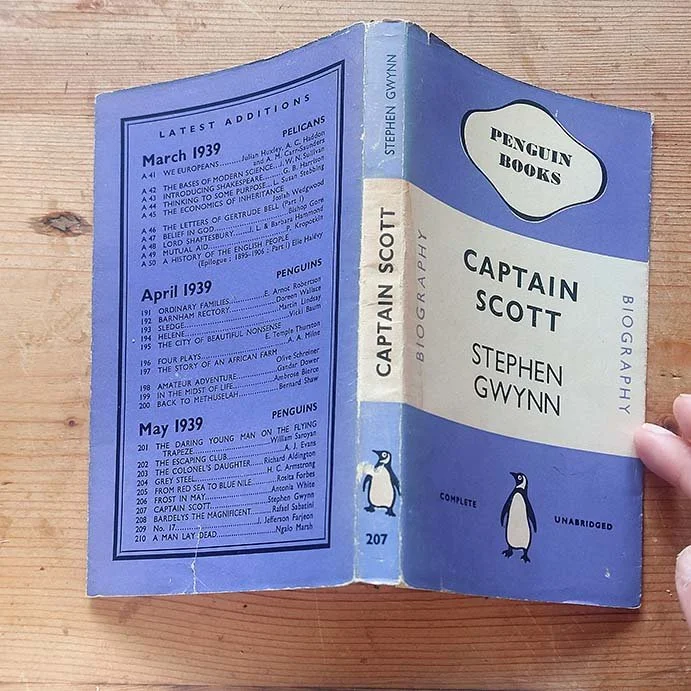 LATEST ADDITIONS
March 1939 PELICANS
A 41 WE EUROPEANS..........Julian Huxley, A. C. Haddon
and A. M. Carr-Saunders
A 42 THE BASES OF MODERN SCIENCE..J. W. N. Sullivan
A 43 INTRODUCING SHAKESPEARE......G. B. Harrison
A 44 THINKING TO SOME PURPOSE..L. Susan Stebbing
A 45 THE ECONOMICS OF INHERITANCE
Josiah Wedgwood
A 46 THE LETTERS OF GERTRUDE BELL (Part I)
A 47 BELIEF IN GOD..........Bishop Gore
A 48 LORD SHAFTESBURY....J. L. & Barbara Hammond
A 49 MUTUAL AID..........P. Kropotkin
A 50 A HISTORY OF THE ENGLISH PEOPLE
(Epilogue : 1895-1906 : Part I) Elie Halévy
April 1939 PENGUINS
191 ORDINARY FAMILIES..........E. Arnot Robertson
192 BARNHAM RECTORY..........Doreen Wallace
193 SLEDGE..........Martin Lindsay
194 HELENE..........Vicki Baum
195 THE CITY OF BEAUTIFUL NONSENSE
E. Temple Thurston
196 FOUR PLAYS..........A. A. Milne
197 THE STORY OF AN AFRICAN FARM
Olive Schreiner
198 AMATEUR ADVENTURE..........Gandar Dower
199 IN THE MIDST OF LIFE..........Ambrose Bierce
200 BACK TO METHUSELAH..........Bernard Shaw
May 1939 PENGUINS
201 THE DARING YOUNG MAN ON THE FLYING
TRAPEZE..........William Saroyan
202 THE ESCAPING CLUB..........A. J. Evans
203 THE COLONEL'S DAUGHTER......Richard Aldington
204 GREY STEEL..........H. C. Armstrong
205 FROM RED SEA TO BLUE NILE......Rosita Forbes
206 FROST IN MAY..........Antonia White
207 CAPTAIN SCOTT..........Stephen Gwynn
208 BARDELYS THE MAGNIFICENT....Rafael Sabatini
209 No. 17..........J. Jefferson Farjeon
210 A MAN LAY DEAD..........Ngaio Marsh
STEPHEN GWYNN
CAPTAIN SCOTT
207
PENGUIN
BOOKS
BIOGRAPHY
CAPTAIN
SCOTT
STEPHEN
GWYNN
BIOGRAPHY
COMPLETE UNABRIDGED